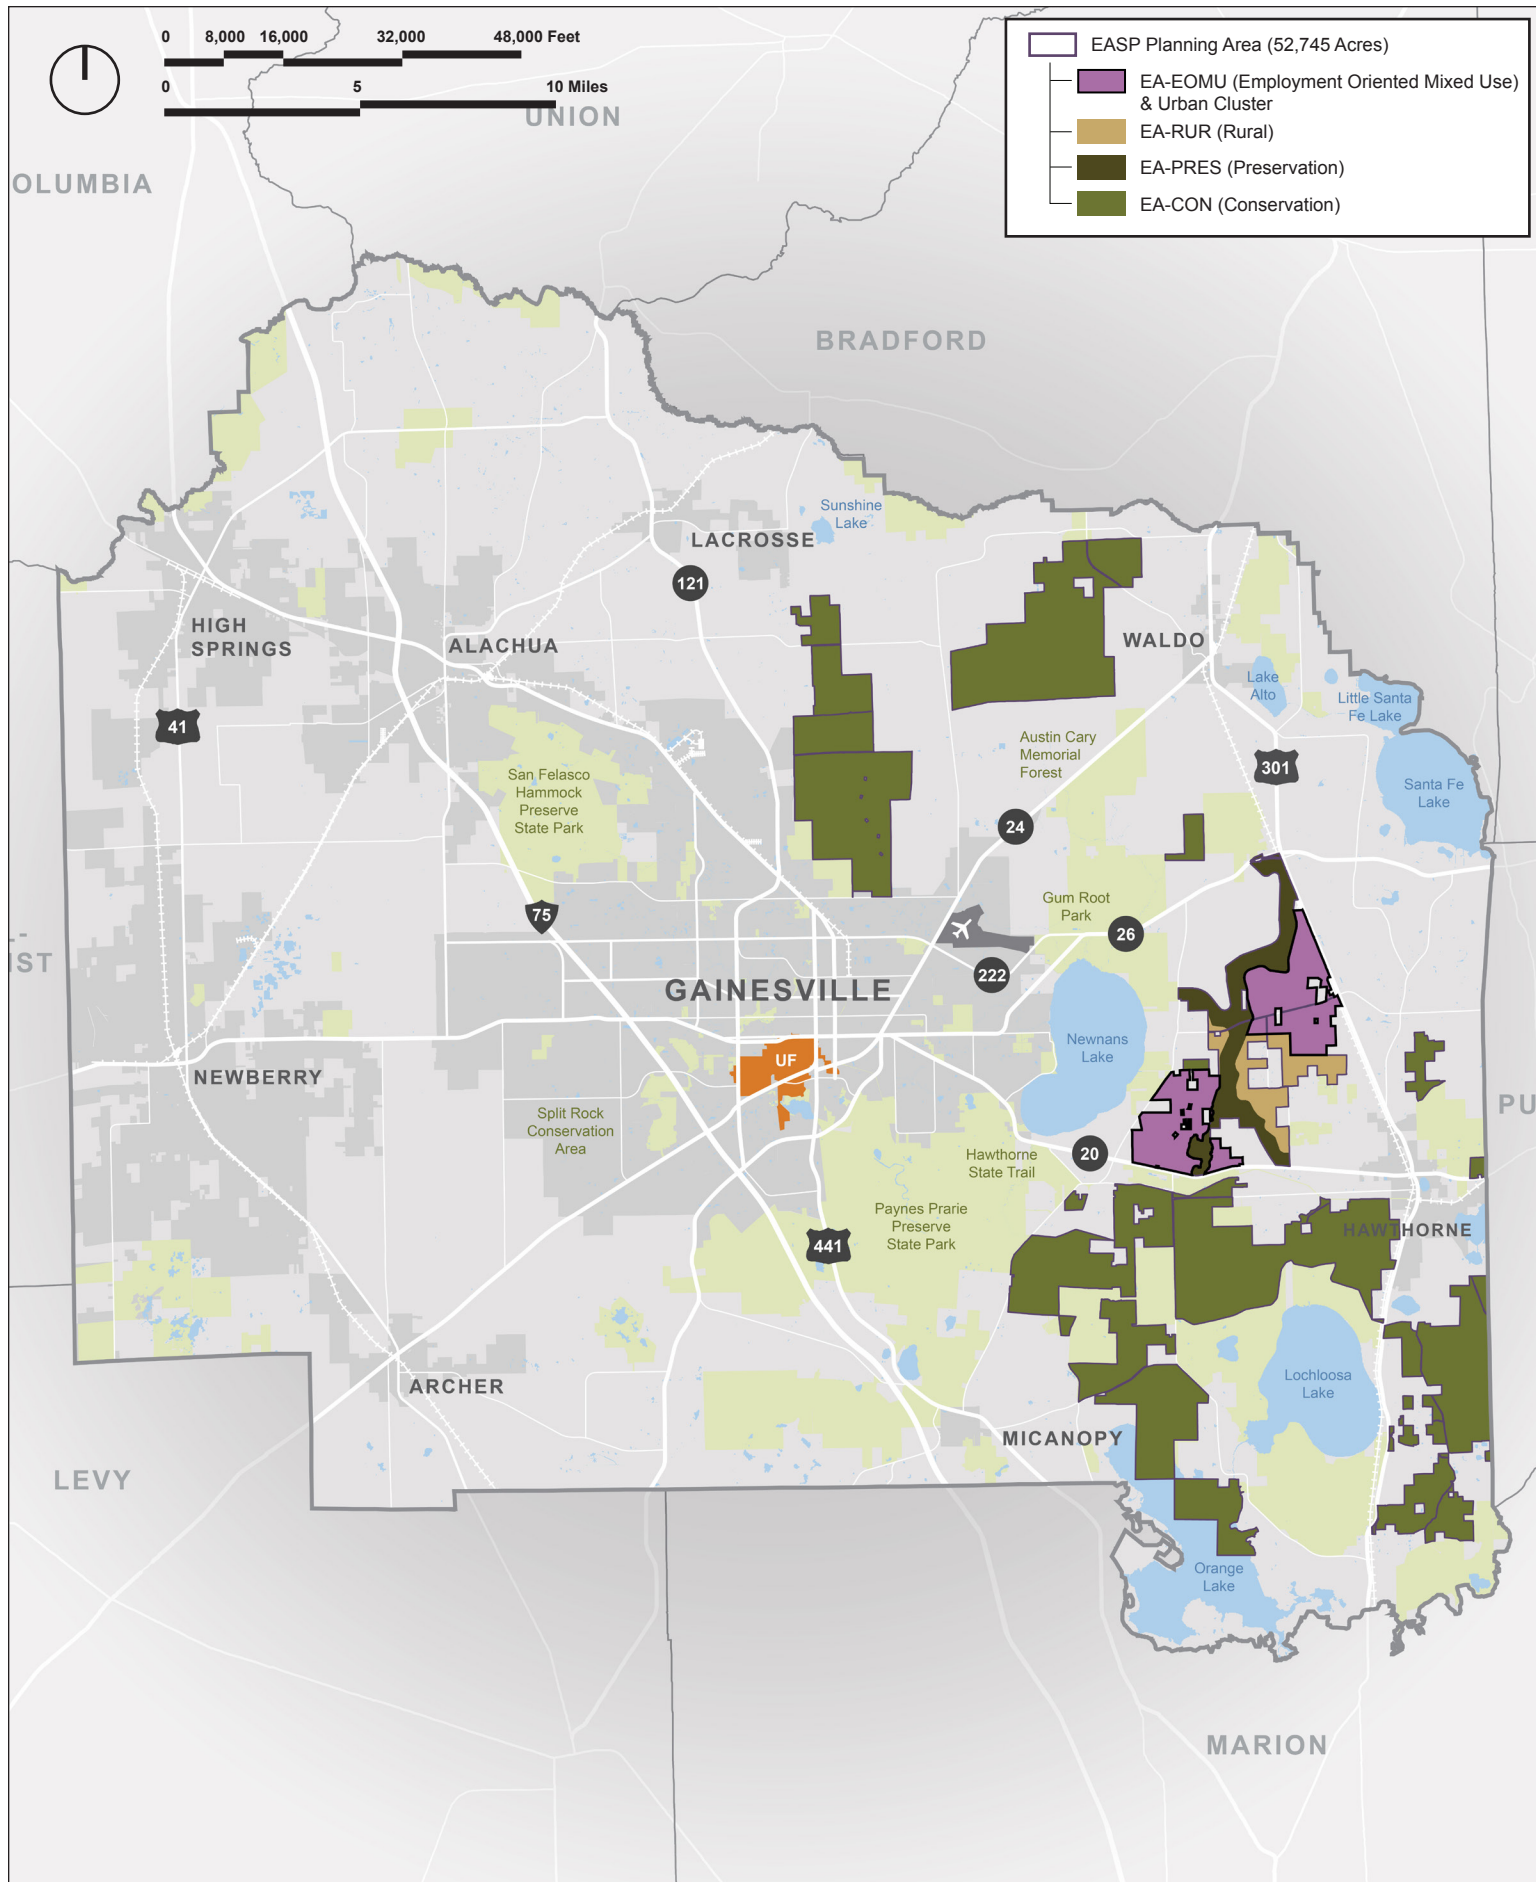 0 8,000 16,000 32,000 48,000 Feet
0 5 10 Miles
EASP Planning Area (52,745 Acres)
EA-EOMU (Employment Oriented Mixed Use)
& Urban Cluster
EA-RUR (Rural)
EA-PRES (Preservation)
EA-CON (Conservation)
UNION
OLUMBIA
BRADFORD
Sunshine
Lake
LACROSSE
121
HIGH
SPRINGS
ALACHUA
WALDO
Lake
Alto
Little Santa
Fe Lake
41
Austin Cary
Memorial
Forest
301
San Felasco
Hammock
Preserve
State Park
Santa Fe
Lake
24
Gum Root
Park
75
26
L-
IST
222
GAINESVILLE
Newnans
Lake
UF
NEWBERRY
PU
Split Rock
Conservation
Area
20
Hawthorne
State Trail
Paynes Prarie
Preserve
State Park
HAWTHORNE
441
Lochloosa
Lake
ARCHER
MICANOPY
LEVY
Orange
Lake
MARION